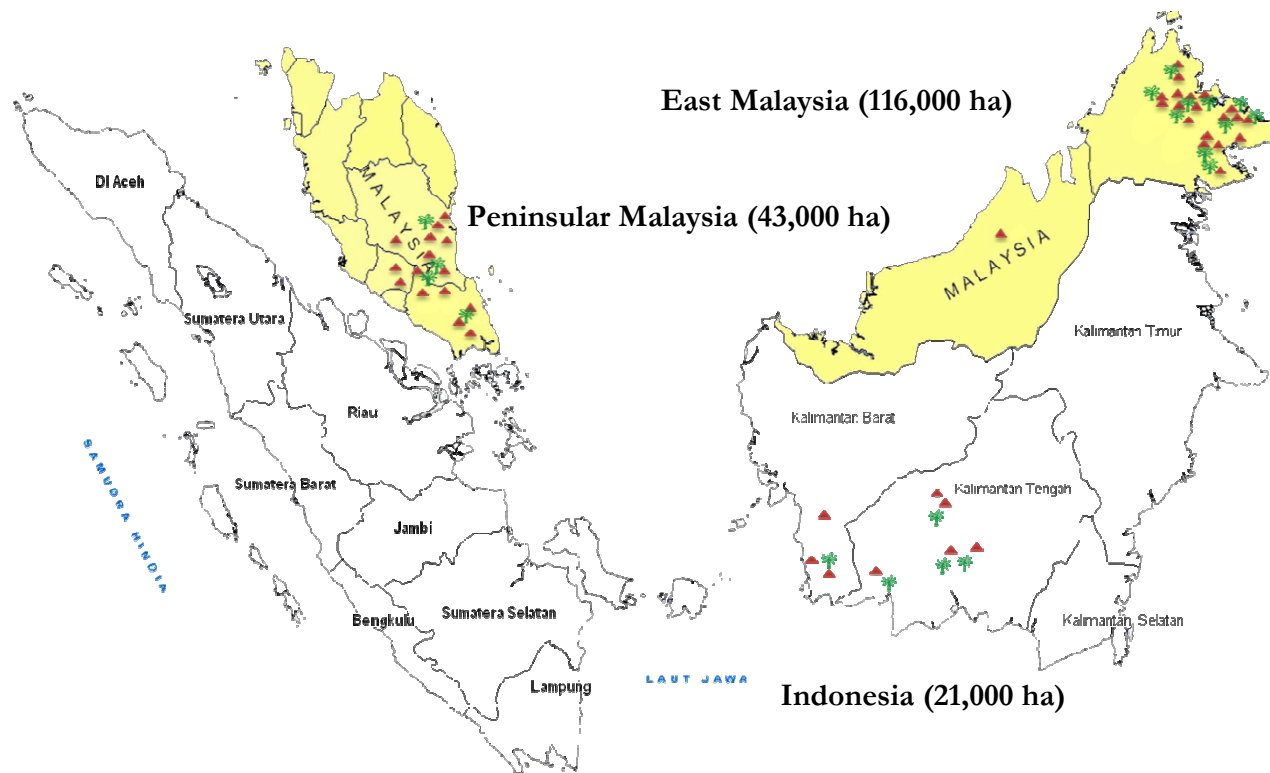 East Malaysia (116,000 ha)
DI Aceh
MALAYSIA
Peninsular Malaysia (43,000 ha)
MALAYSIA
Sumatera Utara
Kalimantan Timur
Riau
Kalimantan Barat
SAMUDRA HINDIA
Sumatera Barat
Kalimantan Tengah
Jambi
Sumatera Selatan
Bengkulu
Kalimantan Selatan
LAUT JAWA
Lampung
Indonesia (21,000 ha)